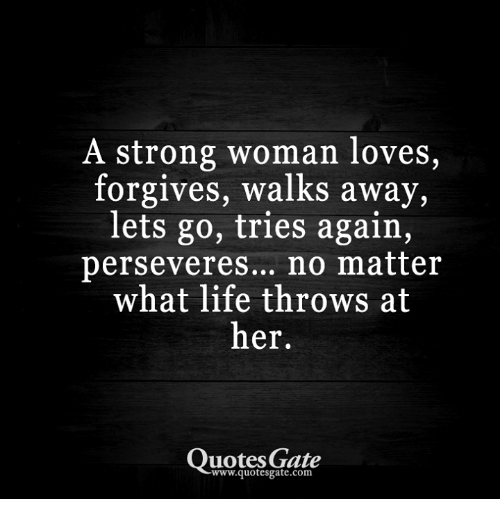 A strong woman loves,
forgives, walks away,
lets go, tries again,
perseveres... no matter
what life throws at
her.
QuotesGate
www.quotesgate.com